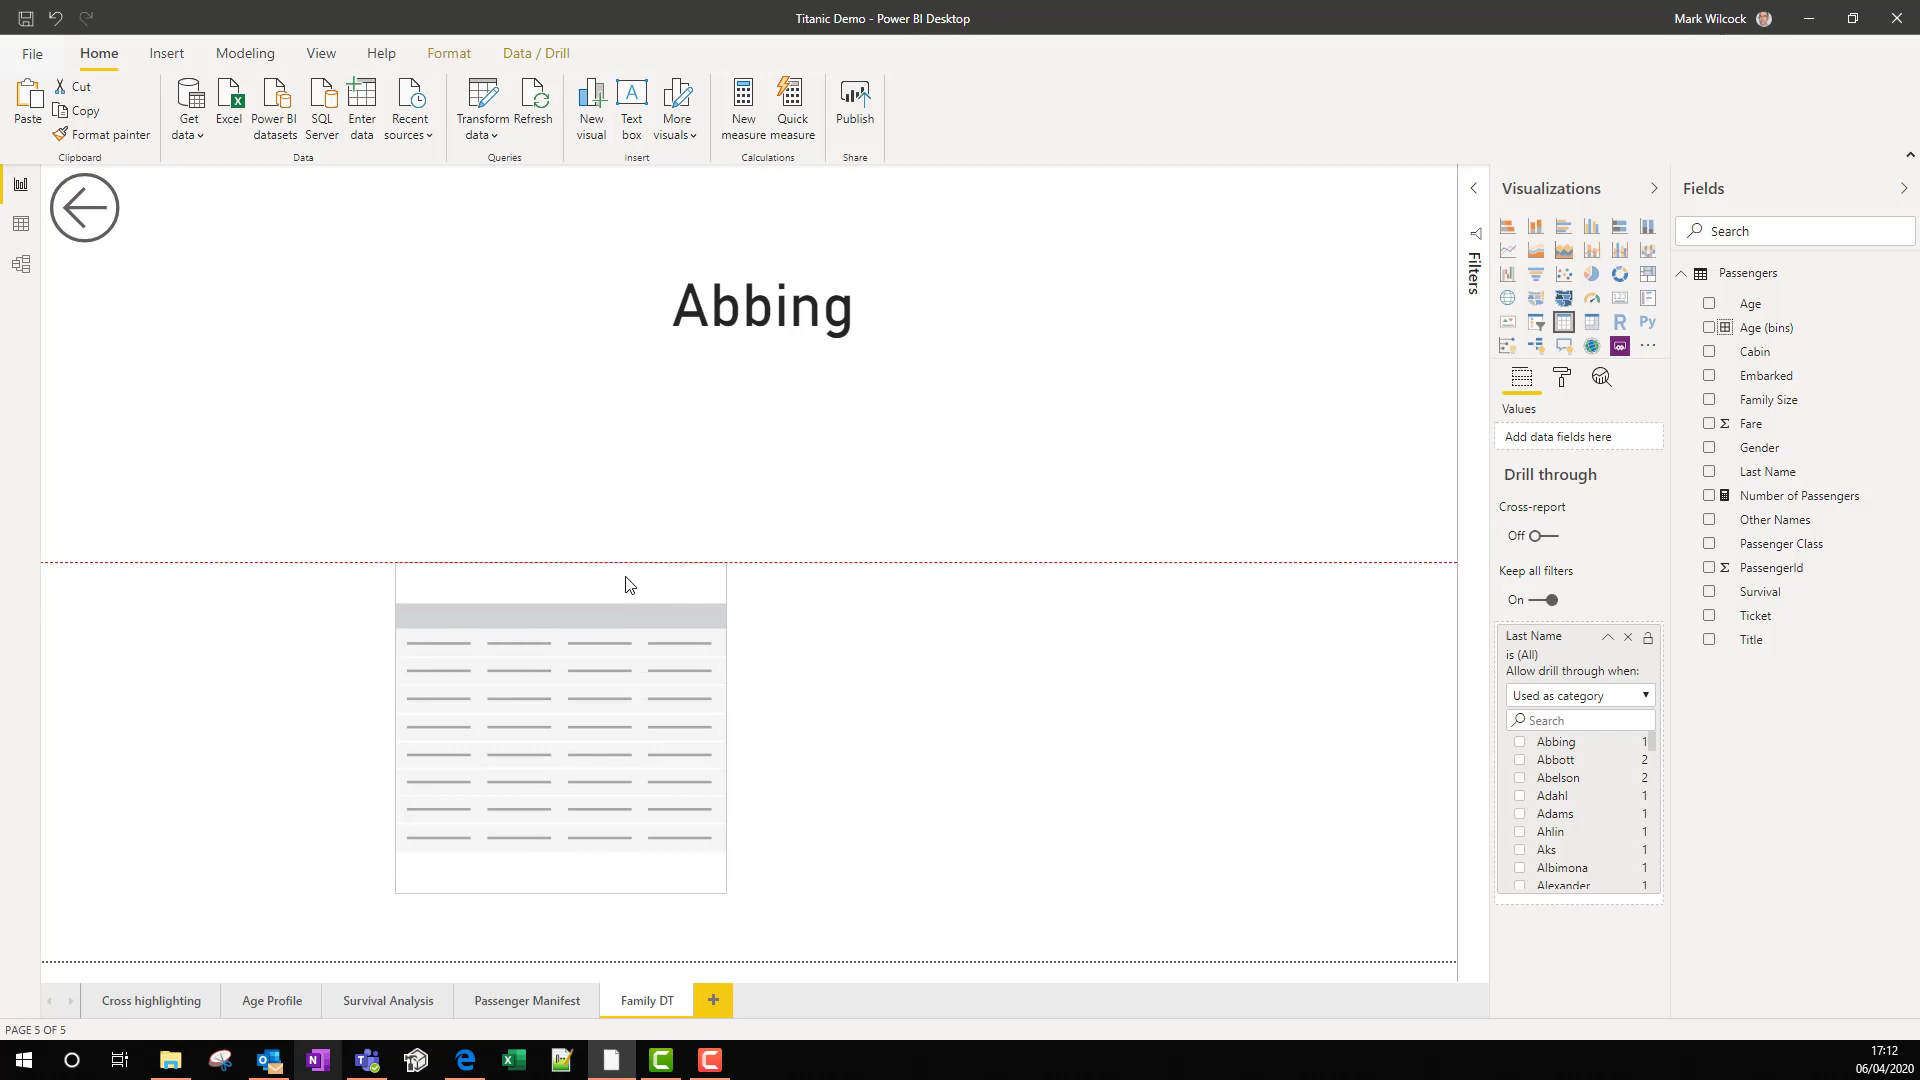 Titanic Demo - Power BI Desktop
Mark Wilcock
File
Home
Insert
Modeling
View
Help
Format
Data / Drill
Paste
Cut
Copy
Format painter
Clipboard
Get data
Excel
Power BI datasets
SQL Server
Enter data
Recent sources
Data
Transform data
Refresh
Queries
New visual
Text box
More visuals
Insert
New measure
Quick measure
Calculations
Publish
Share
Abbing
Filters
Visualizations
R
Py
123
Values
Add data fields here
Drill through
Cross-report
Off
Keep all filters
On
Last Name
is (All)
Allow drill through when:
Used as category
Search
Abbing 1
Abbott 2
Abelson 2
Adahl 1
Adams 1
Ahlin 1
Aks 1
Albimona 1
Alexander 1
Fields
Search
Passengers
Age
Age (bins)
Cabin
Embarked
Family Size
Σ Fare
Gender
Last Name
Number of Passengers
Other Names
Passenger Class
Σ PassengerId
Survival
Ticket
Title
Cross highlighting
Age Profile
Survival Analysis
Passenger Manifest
Family DT
PAGE 5 OF 5
17:12
06/04/2020